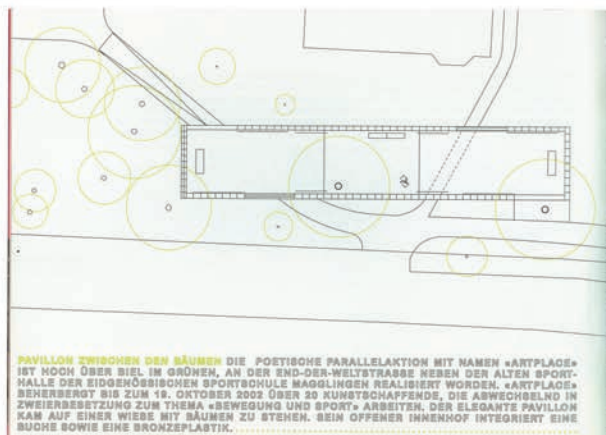 PAVILLON ZWISCHEN DEN BÄUMEN DIE POETISCHE PARALLELAKTION MIT NAMEN «ARTPLACE»
IST HOCH ÜBER BIEL IM GRÜNEN, AN DER END-DER-WELTSTRASSE NEBEN DER ALTEN SPORT-
HALLE DER EIDGENÖSSISCHEN SPORTSCHULE MAGGLINGEN REALISIERT WORDEN. «ARTPLACE»
BEHERBERGT BIS ZUM 19. OKTOBER 2002 ÜBER 20 KUNSTSCHAFFENDE, DIE ABWECHSELND IN
ZWEIERBESETZUNG ZUM THEMA «BEWEGUNG UND SPORT» ARBEITEN. DER ELEGANTE PAVILLON
KAM AUF EINER WIESE MIT BÄUMEN ZU STEHEN. SEIN OFFENER INNENHOF INTEGRIERT EINE
BUCHE SOWIE EINE BRONZEPLASTIK.